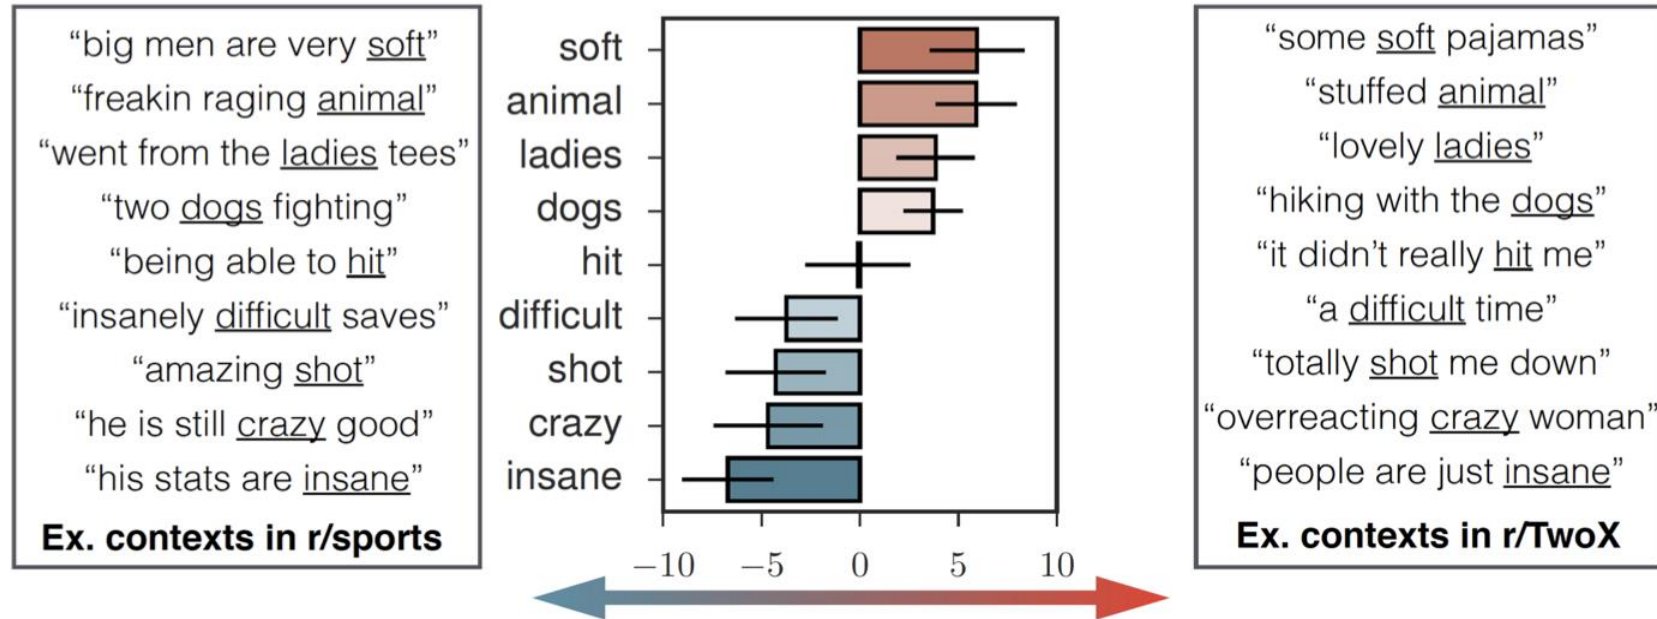 “big men are very soft”
“freakin raging animal”
“went from the ladies tees”
“two dogs fighting”
“being able to hit”
“insanely difficult saves”
“amazing shot”
“he is still crazy good”
“his stats are insane”
Ex. contexts in r/sports
soft
animal
ladies
dogs
hit
difficult
shot
crazy
insane
−10 −5 0 5 10
“some soft pajamas”
“stuffed animal”
“lovely ladies”
“hiking with the dogs”
“it didn’t really hit me”
“a difficult time”
“totally shot me down”
“overreacting crazy woman”
“people are just insane”
Ex. contexts in r/TwoX